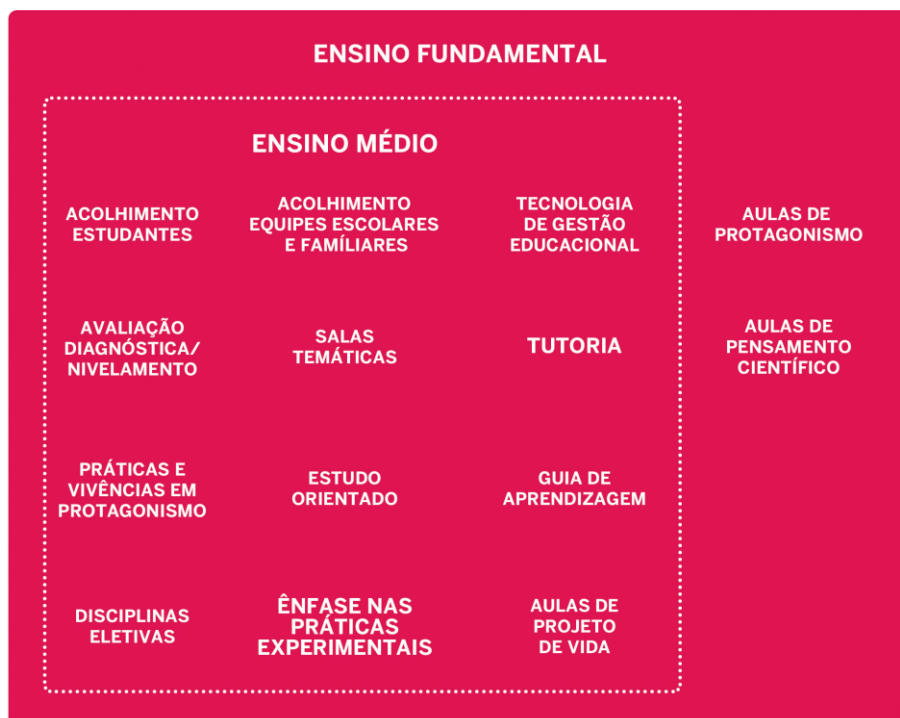 ENSINO FUNDAMENTAL
ENSINO MÉDIO
ACOLHIMENTO
ESTUDANTES
ACOLHIMENTO
EQUIPES ESCOLARES
E FAMÍLIARES
TECNOLOGIA
DE GESTÃO
EDUCACIONAL
AULAS DE
PROTAGONISMO
AVALIAÇÃO
DIAGNÓSTICA/
NIVELAMENTO
SALAS
TEMÁTICAS
TUTORIA
AULAS DE
PENSAMENTO
CIENTÍFICO
PRÁTICAS E
VIVÊNCIAS EM
PROTAGONISMO
ESTUDO
ORIENTADO
GUIA DE
APRENDIZAGEM
DISCIPLINAS
ELETIVAS
ÊNFASE NAS
PRÁTICAS
EXPERIMENTAIS
AULAS DE
PROJETO
DE VIDA